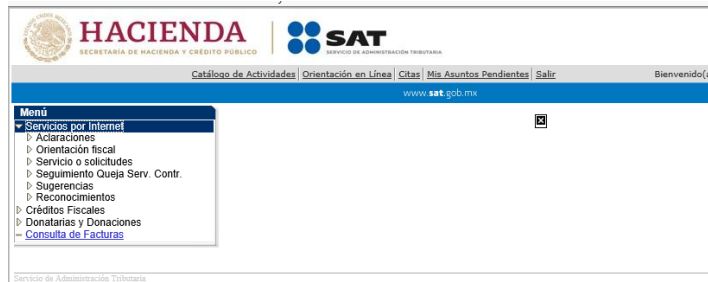 HACIENDA
SECRETARÍA DE HACIENDA Y CRÉDITO PÚBLICO
SAT
SERVICIO DE ADMINISTRACIÓN TRIBUTARIA
Catálogo de Actividades| Orientación en Línea| Citas| Mis Asuntos Pendientes| Salir
Bienvenido(
www.sat.gob.mx
Menú
Servicios por Internet
Aclaraciones
Orientación fiscal
Servicio o solicitudes
Seguimiento Queja Serv. Contr.
Sugerencias
Reconocimientos
Créditos Fiscales
Donatarias y Donaciones
Consulta de Facturas
Servicio de Administración Tributaria